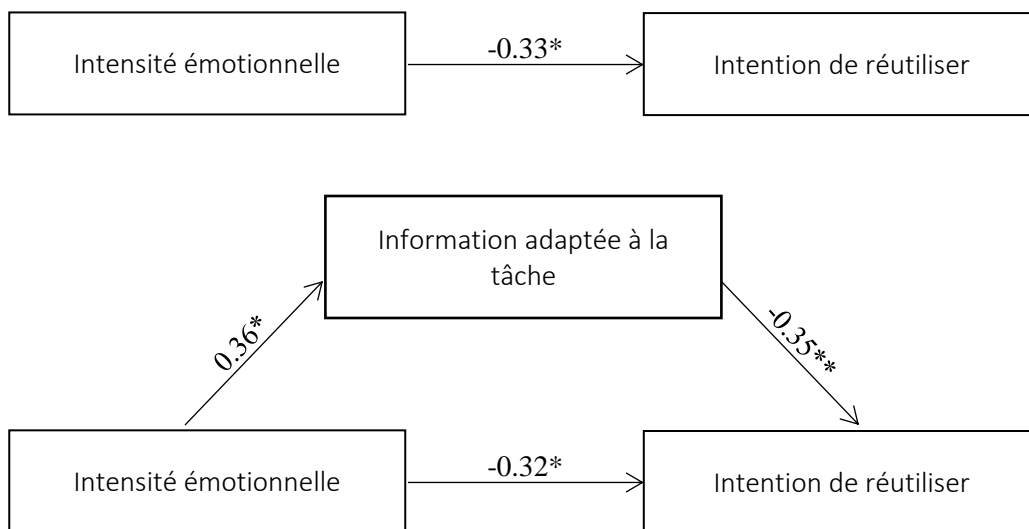 -0.33*
Intensité émotionnelle
Intention de réutiliser
Information adaptée à la
tâche
0.36*
-0.35**
-0.32*
Intensité émotionnelle
Intention de réutiliser